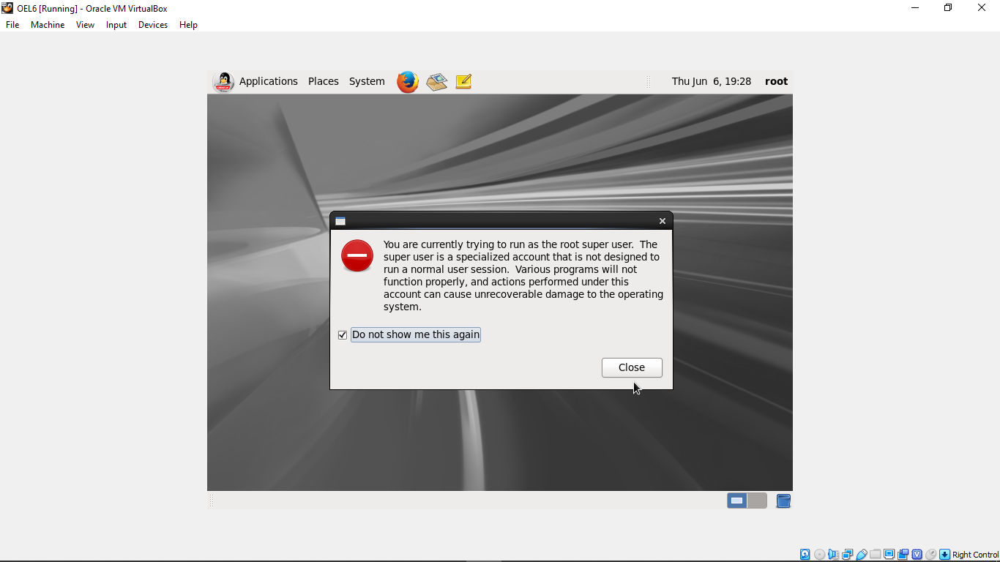 OEL6 [Running] - Oracle VM VirtualBox
File Machine View Input Devices Help
Applications Places System Thu Jun 6, 19:28 root
You are currently trying to run as the root super user. The
super user is a specialized account that is not designed to
run a normal user session. Various programs will not
function properly, and actions performed under this
account can cause unrecoverable damage to the operating
system.
Do not show me this again
Close
Right Control